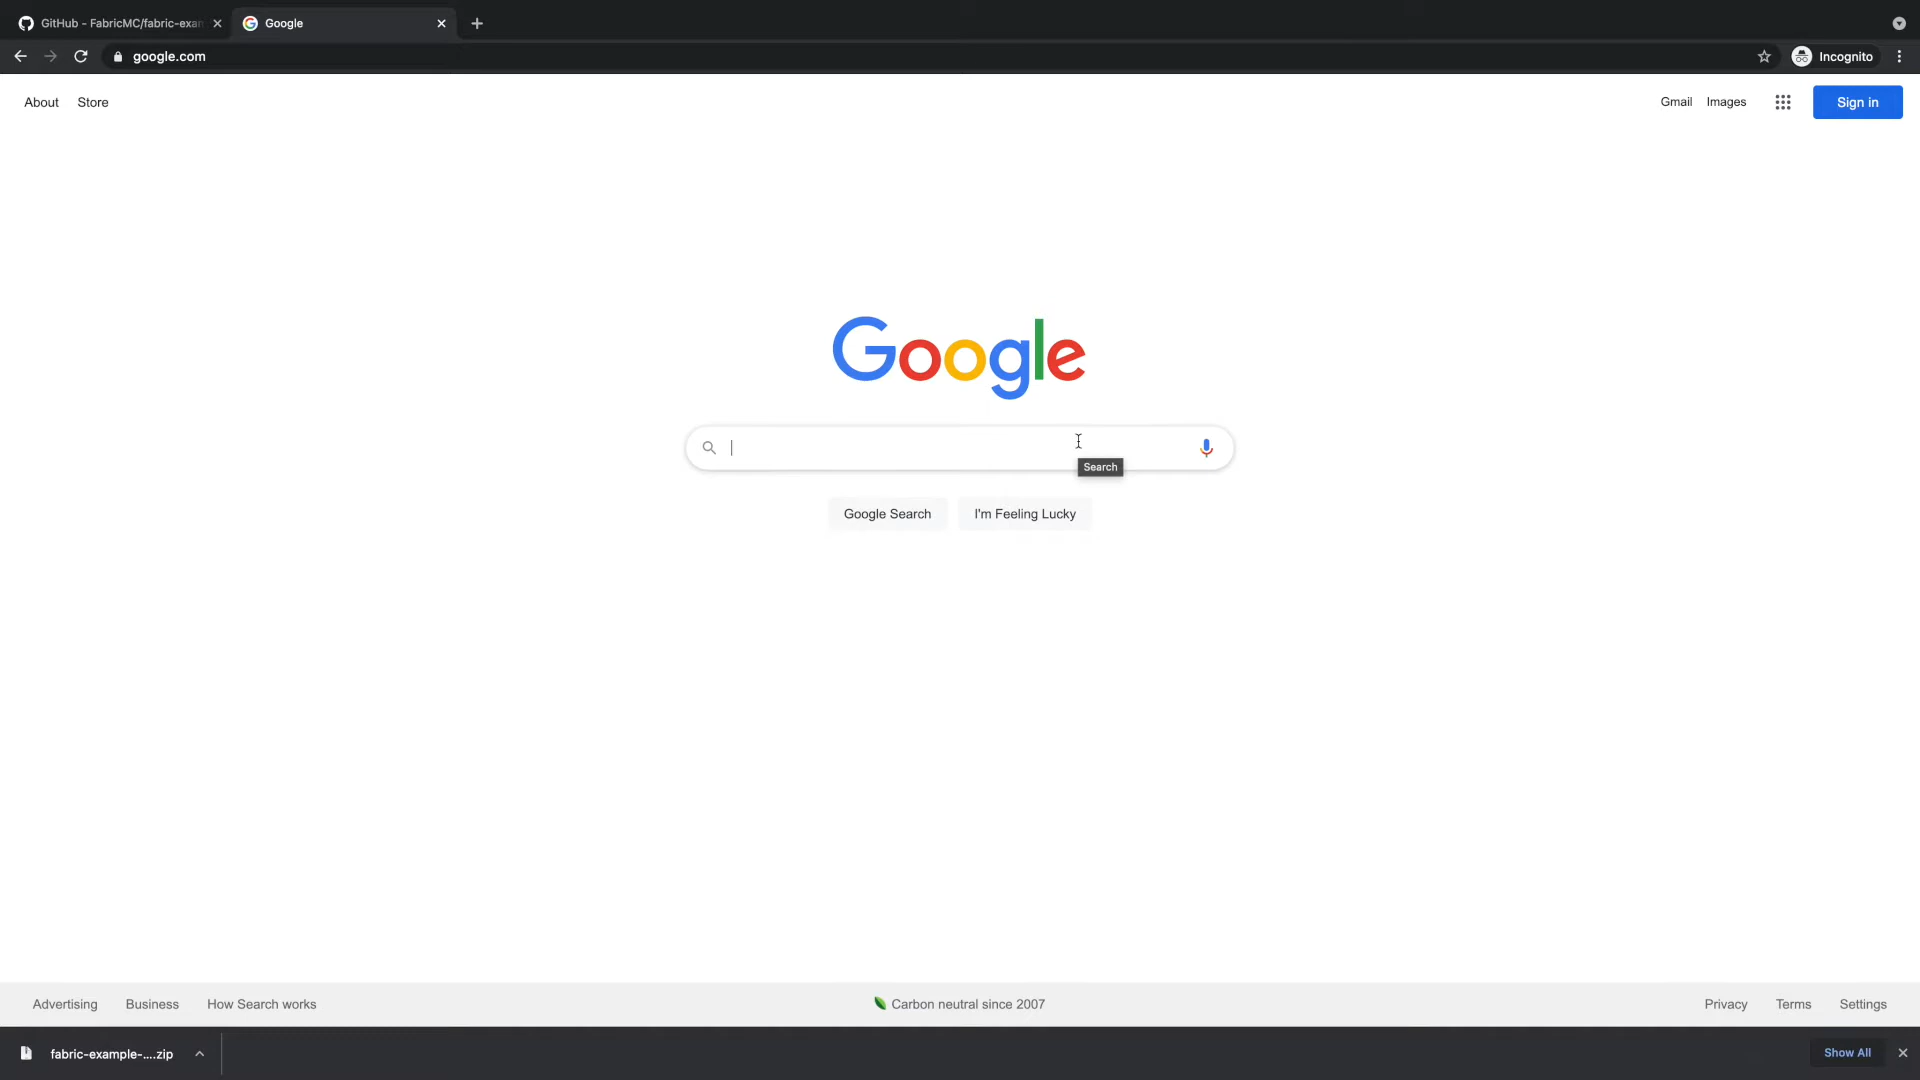 GitHub - FabricMC/fabric-exan
Google
google.com
Incognito
About
Store
Gmail
Images
Sign in
Google
Search
Google Search
I'm Feeling Lucky
Advertising
Business
How Search works
Carbon neutral since 2007
Privacy
Terms
Settings
fabric-example-....zip
Show All